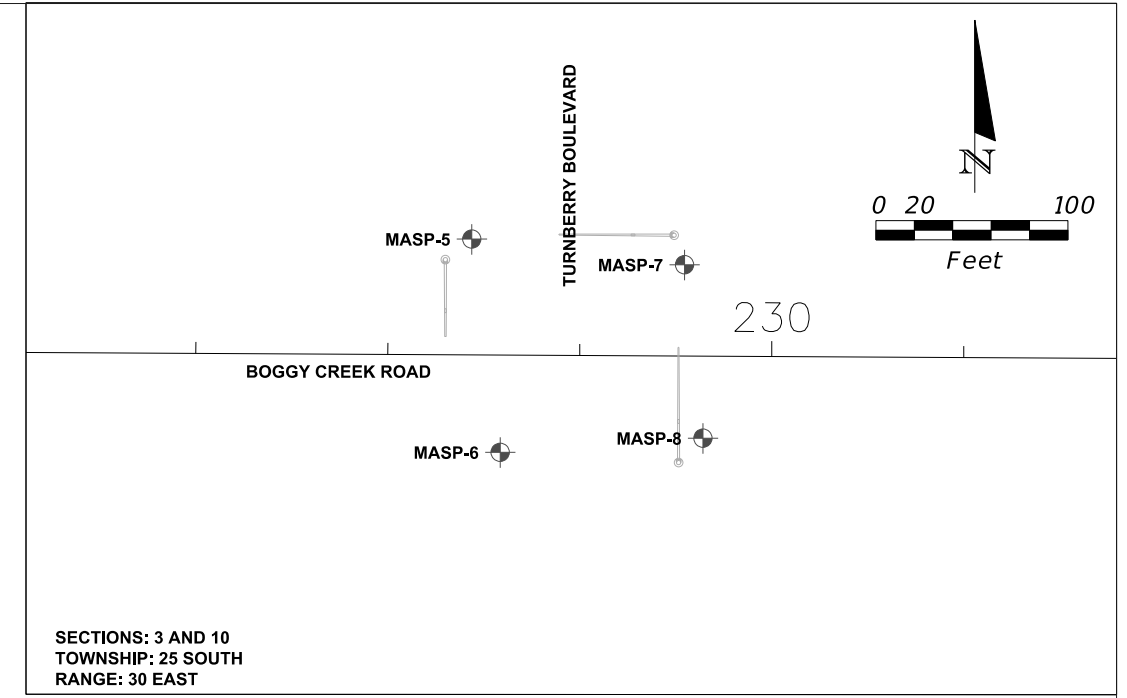 TURNBERRY BOULEVARD
N
0 20 100
Feet
MASP-5
MASP-7
230
BOGGY CREEK ROAD
MASP-6
MASP-8
SECTIONS: 3 AND 10
TOWNSHIP: 25 SOUTH
RANGE: 30 EAST